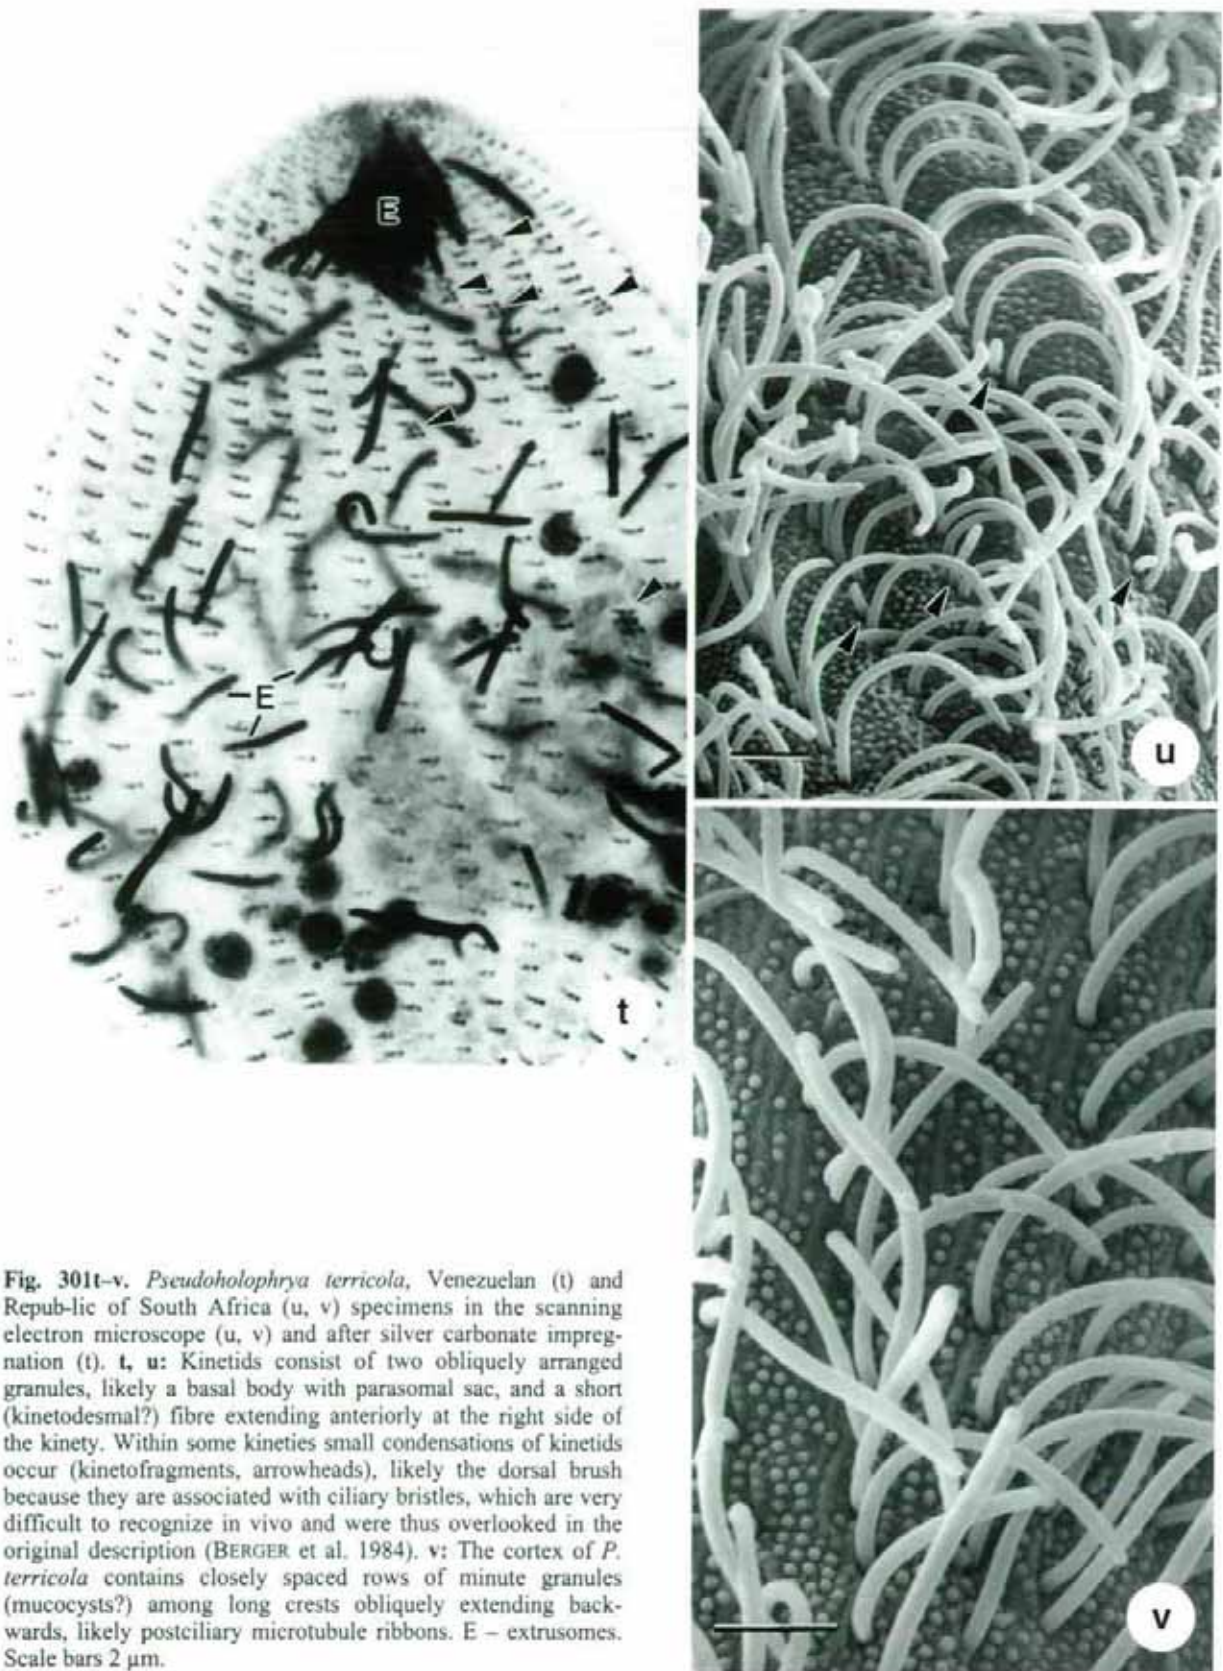 E
E
t
u
v
Fig. 301t–v. Pseudoholophrya terricola, Venezuelan (t) and
Repub-lic of South Africa (u, v) specimens in the scanning
electron microscope (u, v) and after silver carbonate impreg-
nation (t). t, u: Kinetids consist of two obliquely arranged
granules, likely a basal body with parasomal sac, and a short
(kinetodesmal?) fibre extending anteriorly at the right side of
the kinety. Within some kineties small condensations of kinetids
occur (kinetofragments, arrowheads), likely the dorsal brush
because they are associated with ciliary bristles, which are very
difficult to recognize in vivo and were thus overlooked in the
original description (BERGER et al. 1984). v: The cortex of P.
terricola contains closely spaced rows of minute granules
(mucocysts?) among long crests obliquely extending back-
wards, likely postciliary microtubule ribbons. E – extrusomes.
Scale bars 2 µm.